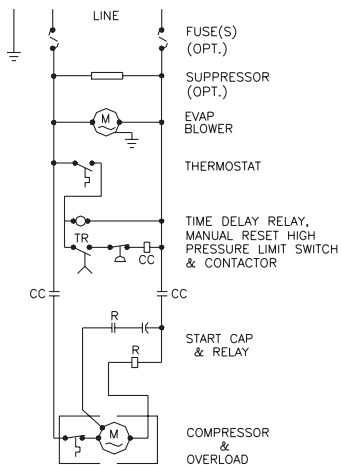 LINE
FUSE(S)
(OPT.)
SUPPRESSOR
(OPT.)
M
EVAP
BLOWER
THERMOSTAT
TIME DELAY RELAY,
MANUAL RESET HIGH
PRESSURE LIMIT SWITCH
& CONTACTOR
TR
CC
CC
CC
R
START CAP
& RELAY
R
M
COMPRESSOR
&
OVERLOAD